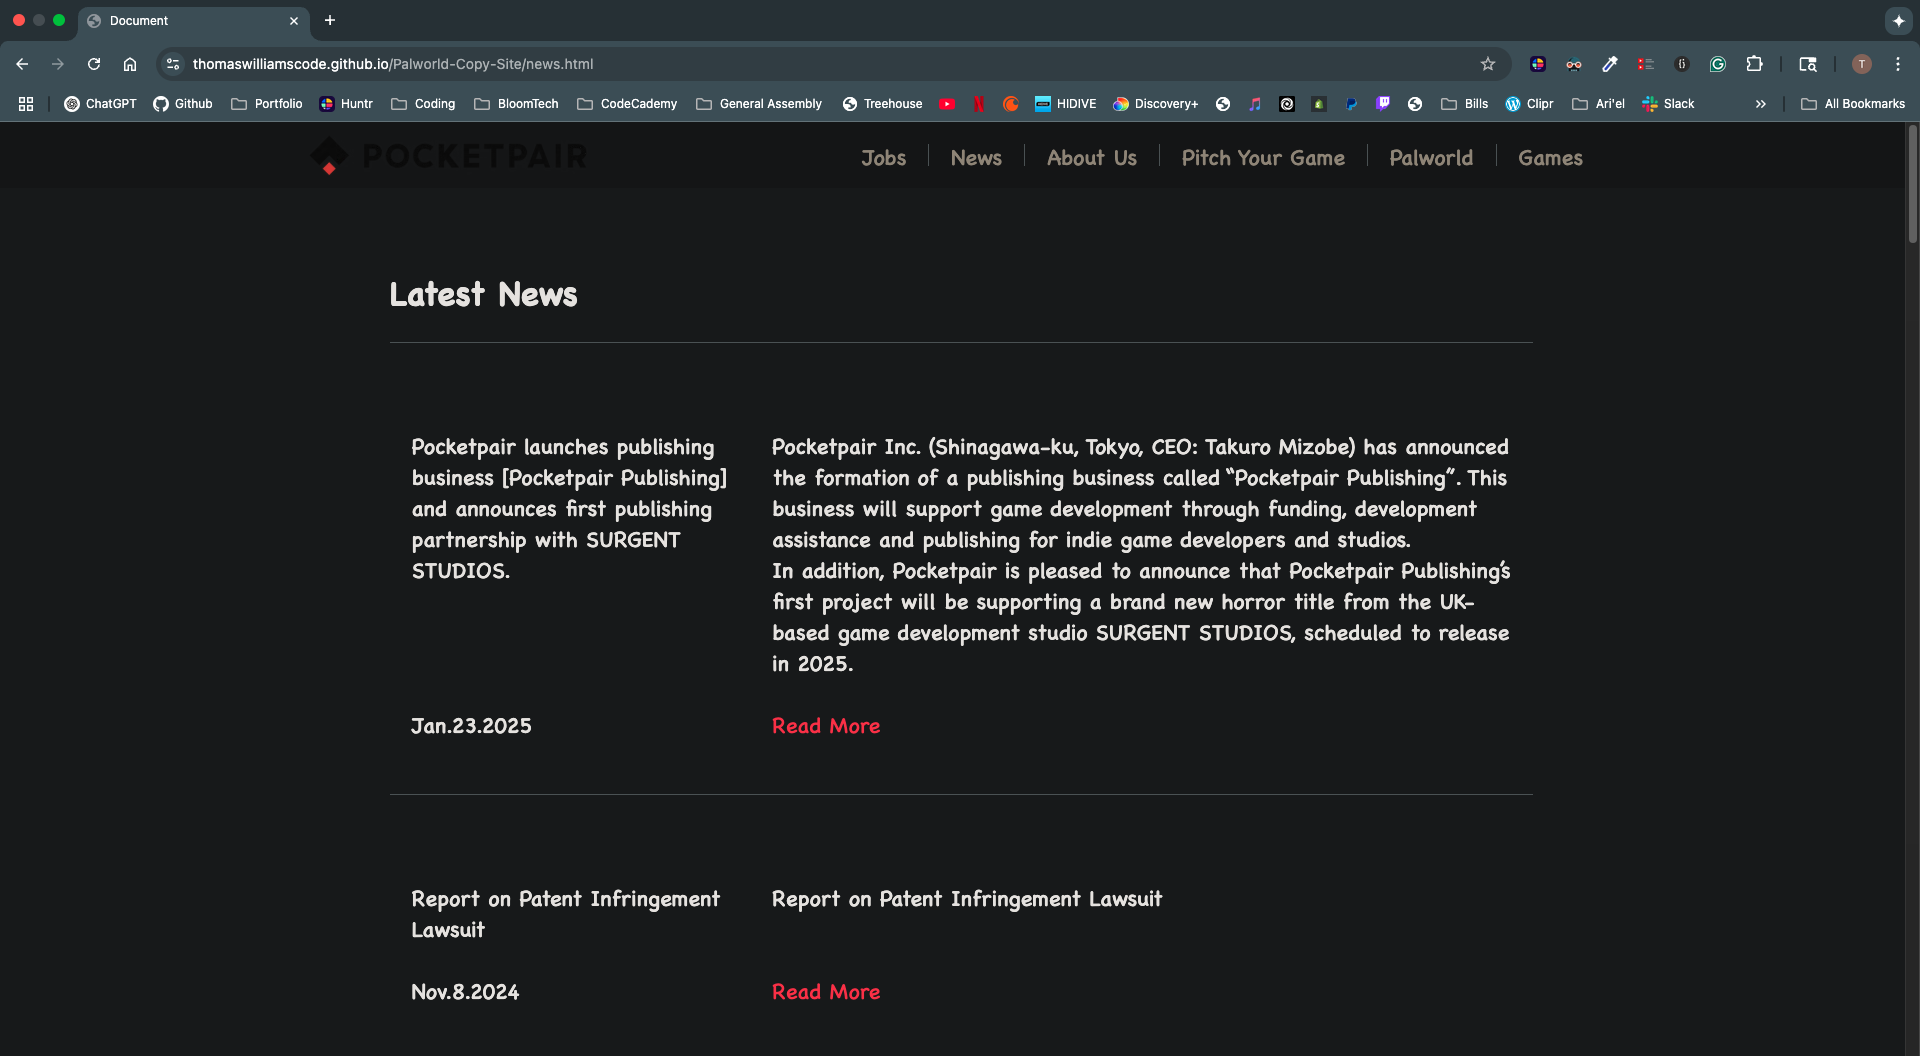 Document
thomaswilliamscode.github.io/Palworld-Copy-Site/news.html
T
ChatGPT Github Portfolio Huntr Coding BloomTech CodeCademy General Assembly Treehouse HIDIVE Discovery+ Bills Clipr Ari'el Slack » All Bookmarks
POCKETPAIR
Jobs News About Us Pitch Your Game Palworld Games
Latest News
Pocketpair launches publishing
business [Pocketpair Publishing]
and announces first publishing
partnership with SURGENT
STUDIOS.
Jan.23.2025
Pocketpair Inc. (Shinagawa-ku, Tokyo, CEO: Takuro Mizobe) has announced
the formation of a publishing business called “Pocketpair Publishing”. This
business will support game development through funding, development
assistance and publishing for indie game developers and studios.
In addition, Pocketpair is pleased to announce that Pocketpair Publishing’s
first project will be supporting a brand new horror title from the UK-
based game development studio SURGENT STUDIOS, scheduled to release
in 2025.
Read More
Report on Patent Infringement
Lawsuit
Nov.8.2024
Report on Patent Infringement Lawsuit
Read More